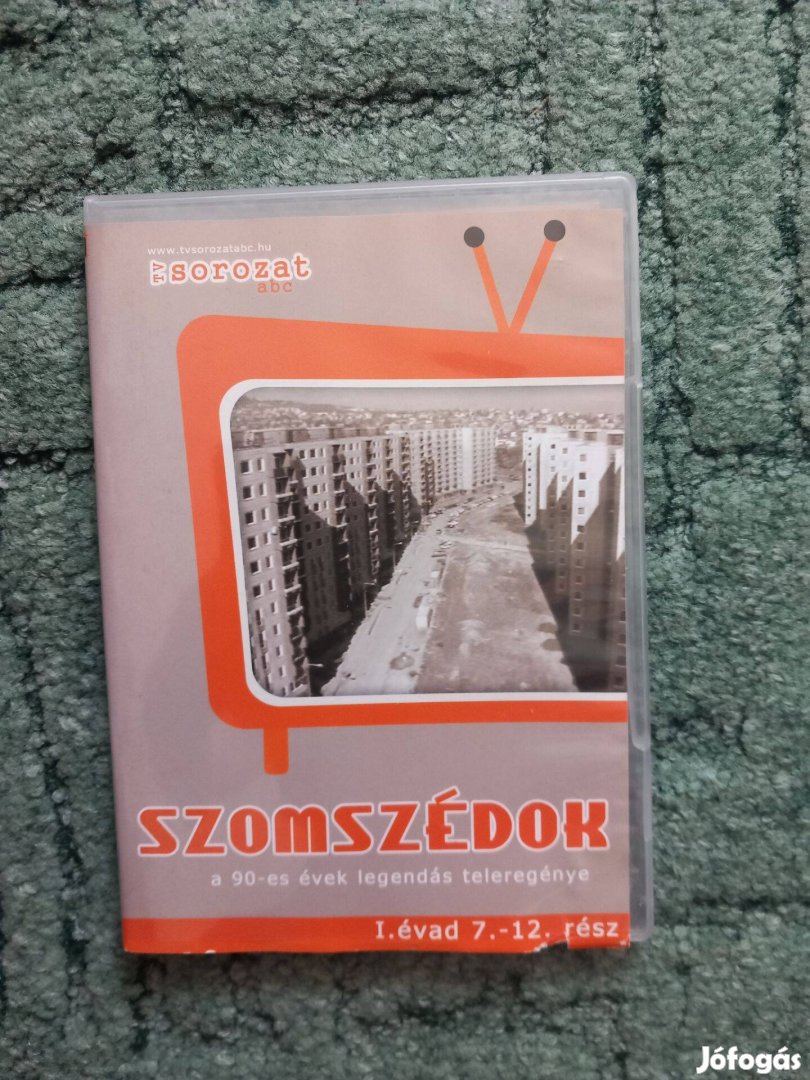 www.tvsorozatabc.hu
TV sorozat
abc
SZOMSZÉDOK
a 90-es évek legendás teleregénye
I.évad 7.-12. rész
Jófogás